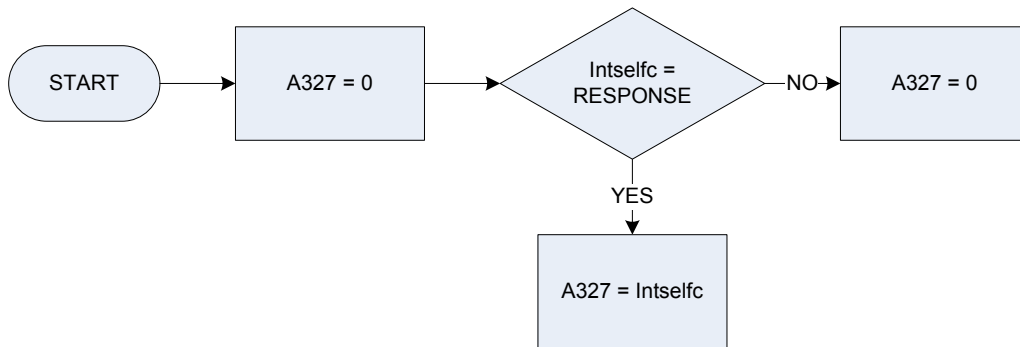 START
A327 = 0
Intselfc =
RESPONSE
NO
A327 = 0
YES
A327 = Intselfc